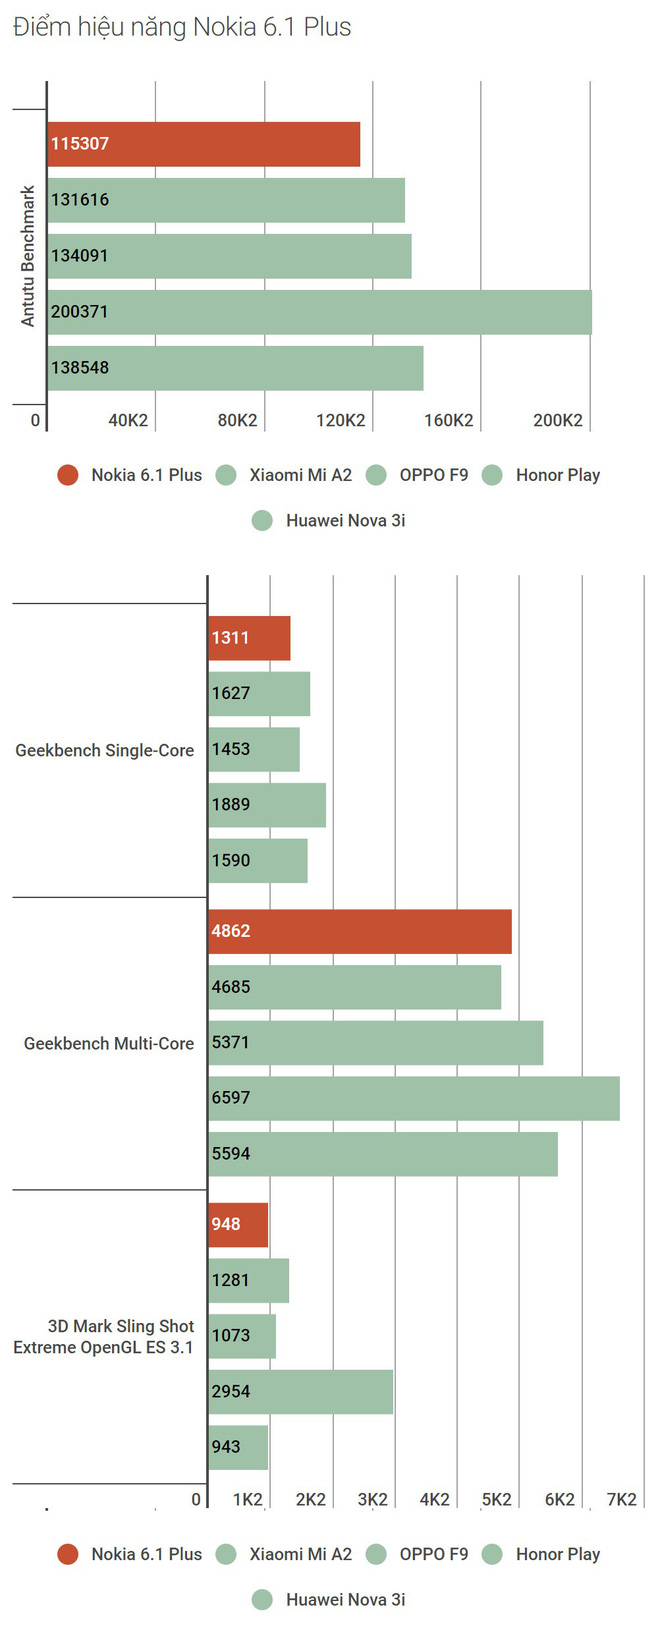 Điểm hiệu năng Nokia 6.1 Plus
Antutu Benchmark
115307
131616
134091
200371
138548
0 40K2 80K2 120K2 160K2 200K2
Nokia 6.1 Plus Xiaomi Mi A2 OPPO F9 Honor Play
Huawei Nova 3i
Geekbench Single-Core
1311
1627
1453
1889
1590
Geekbench Multi-Core
4862
4685
5371
6597
5594
3D Mark Sling Shot
Extreme OpenGL ES 3.1
948
1281
1073
2954
943
0 1K2 2K2 3K2 4K2 5K2 6K2 7K2
Nokia 6.1 Plus Xiaomi Mi A2 OPPO F9 Honor Play
Huawei Nova 3i